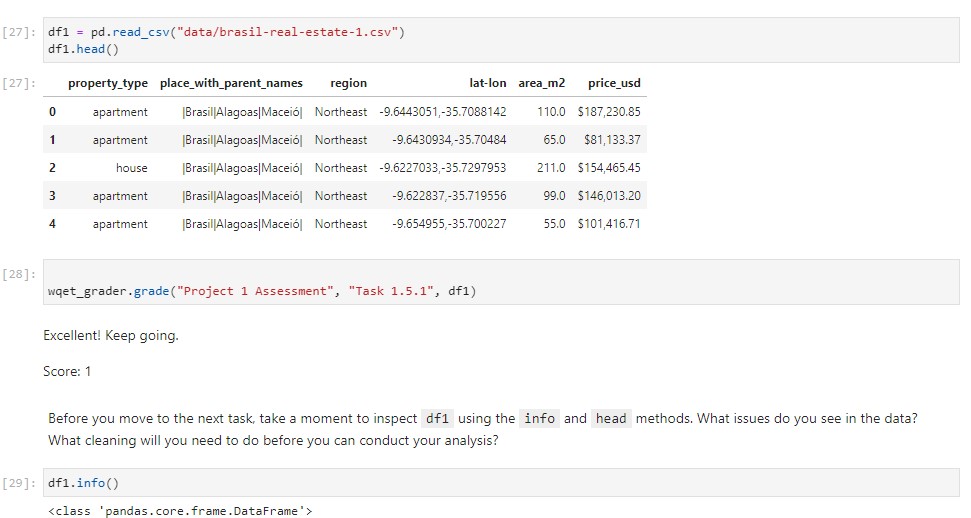 [27]: df1 = pd.read_csv("data/brasil-real-estate-1.csv")
df1.head()
[27]: property_type place_with_parent_names region lat-lon area_m2 price_usd
0 apartment |Brasil|Alagoas|Maceió| Northeast -9.6443051,-35.7088142 110.0 $187,230.85
1 apartment |Brasil|Alagoas|Maceió| Northeast -9.6430934,-35.70484 65.0 $81,133.37
2 house |Brasil|Alagoas|Maceió| Northeast -9.6227033,-35.7297953 211.0 $154,465.45
3 apartment |Brasil|Alagoas|Maceió| Northeast -9.622837,-35.719556 99.0 $146,013.20
4 apartment |Brasil|Alagoas|Maceió| Northeast -9.654955,-35.700227 55.0 $101,416.71
[28]:
wqet_grader.grade("Project 1 Assessment", "Task 1.5.1", df1)
Excellent! Keep going.
Score: 1
Before you move to the next task, take a moment to inspect df1 using the info and head methods. What issues do you see in the data?
What cleaning will you need to do before you can conduct your analysis?
[29]: df1.info()
<class 'pandas.core.frame.DataFrame'>